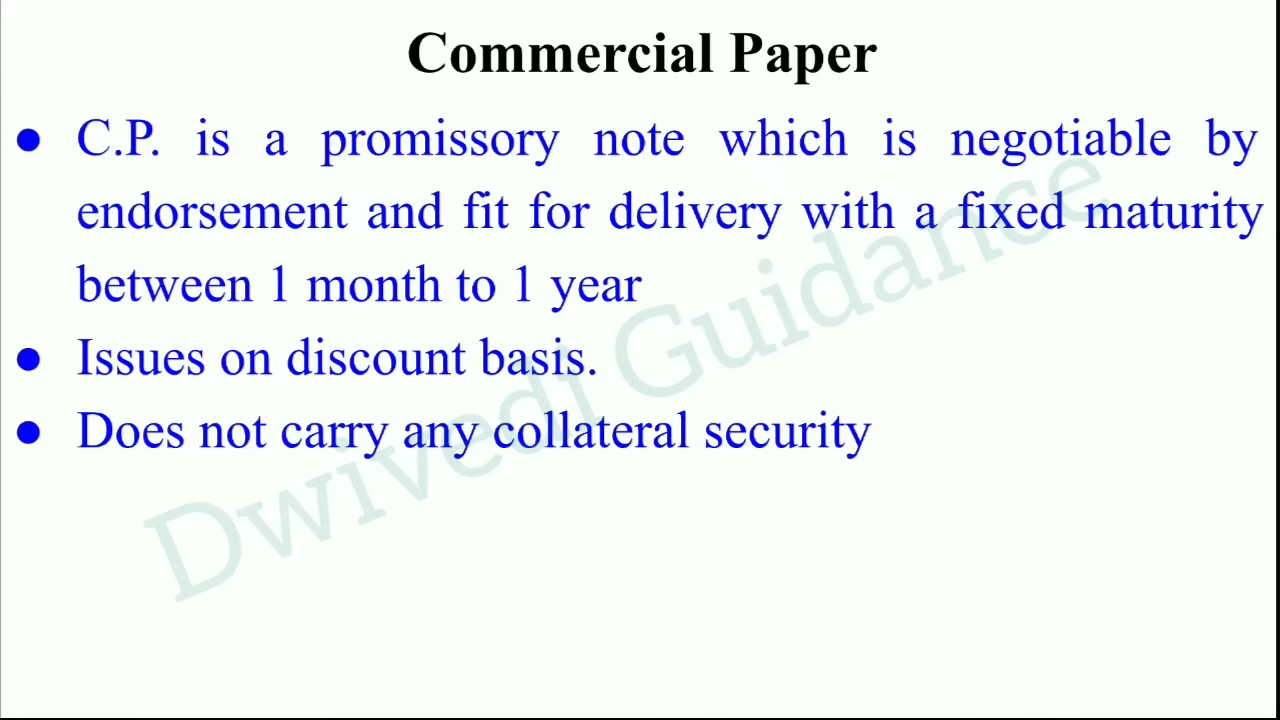 Commercial Paper
● C.P. is a promissory note which is negotiable by
endorsement and fit for delivery with a fixed maturity
between 1 month to 1 year
● Issues on discount basis.
● Does not carry any collateral security
Dwivedi Guidance